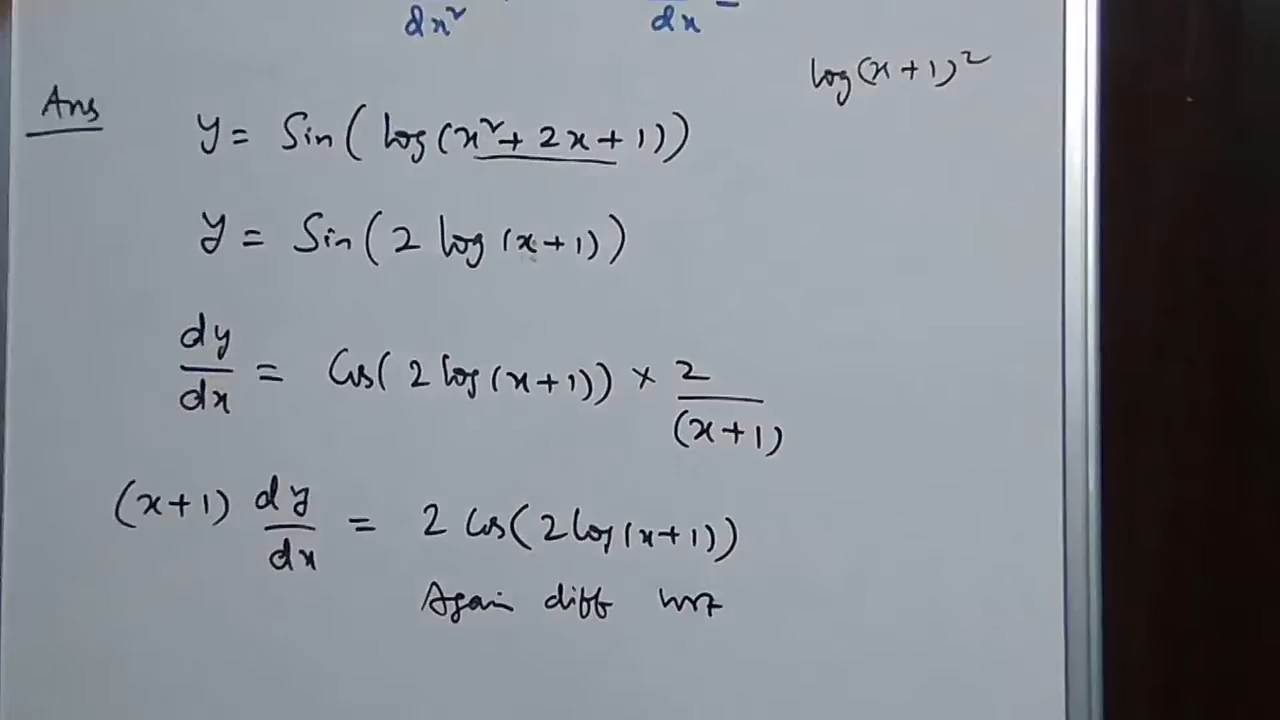 dx² dx
log(x+1)²
Ans y = Sin(log(x²+2x+1))
y = Sin(2 log(x+1))
dy/dx = Cos(2 log(x+1)) × 2/(x+1)
(x+1) dy/dx = 2 Cos(2 log(x+1))
Again diff wrt